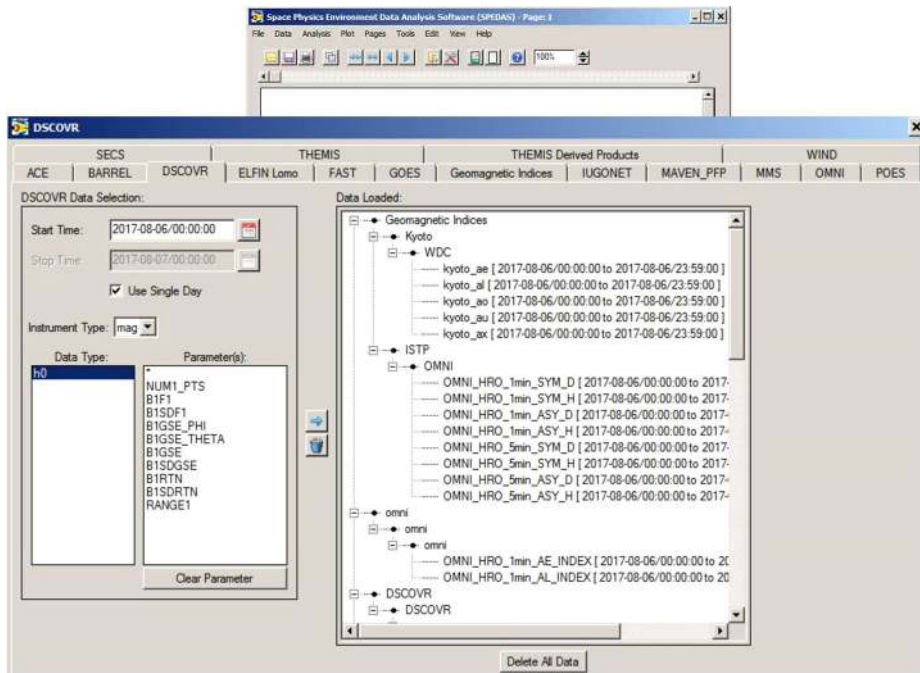 Space Physics Environment Data Analysis Software (SPEDAS) - Page: 1
File Data Analysis Plot Pages Tools Edit View Help
100%
DSCOVR
SECS THEMIS THEMIS Derived Products WIND
ACE BARREL DSCOVR ELFIN Lomo FAST GOES Geomagnetic Indices IUGONET MAVEN_PFP MMS OMNI POES
DSCOVR Data Selection:
Start Time: 2017-08-06/00:00:00
Stop Time: 2017-08-07/00:00:00
Use Single Day
Instrument Type: mag
Data Type:
h0
Parameter(s):
*
NUM1_PTS
B1F1
B1SDF1
B1GSE_PHI
B1GSE_THETA
B1GSE
B1SDGSE
B1RTN
B1SDRTN
RANGE1
Clear Parameter
Data Loaded:
Geomagnetic Indices
Kyoto
WDC
kyoto_ae [ 2017-08-06/00:00:00 to 2017-08-06/23:59:00 ]
kyoto_al [ 2017-08-06/00:00:00 to 2017-08-06/23:59:00 ]
kyoto_ao [ 2017-08-06/00:00:00 to 2017-08-06/23:59:00 ]
kyoto_au [ 2017-08-06/00:00:00 to 2017-08-06/23:59:00 ]
kyoto_ax [ 2017-08-06/00:00:00 to 2017-08-06/23:59:00 ]
ISTP
OMNI
OMNI_HRO_1min_SYM_D [ 2017-08-06/00:00:00 to 2017-
OMNI_HRO_1min_SYM_H [ 2017-08-06/00:00:00 to 2017-
OMNI_HRO_1min_ASY_D [ 2017-08-06/00:00:00 to 2017-
OMNI_HRO_1min_ASY_H [ 2017-08-06/00:00:00 to 2017-
OMNI_HRO_5min_SYM_D [ 2017-08-06/00:00:00 to 2017-
OMNI_HRO_5min_SYM_H [ 2017-08-06/00:00:00 to 2017-
OMNI_HRO_5min_ASY_D [ 2017-08-06/00:00:00 to 2017-
OMNI_HRO_5min_ASY_H [ 2017-08-06/00:00:00 to 2017-
omni
omni
omni
OMNI_HRO_1min_AE_INDEX [ 2017-08-06/00:00:00 to 20
OMNI_HRO_1min_AL_INDEX [ 2017-08-06/00:00:00 to 20
DSCOVR
DSCOVR
Delete All Data